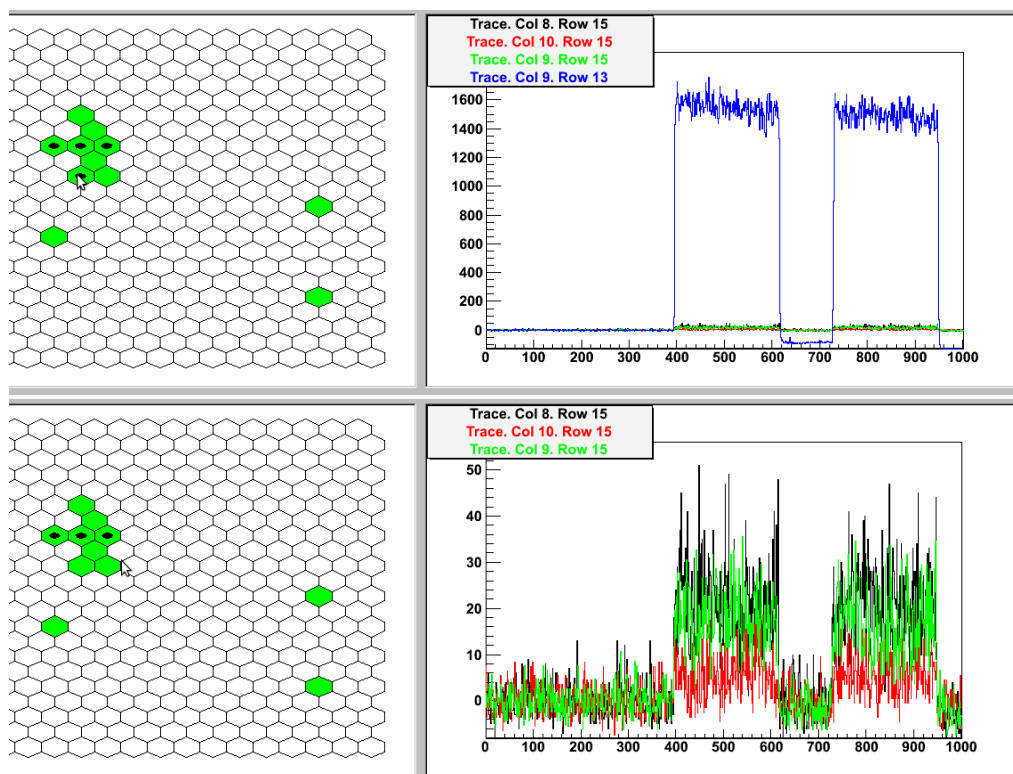 Trace. Col 8. Row 15
Trace. Col 10. Row 15
Trace. Col 9. Row 15
Trace. Col 9. Row 13
1600
1400
1200
1000
800
600
400
200
0
0 100 200 300 400 500 600 700 800 900 1000
Trace. Col 8. Row 15
Trace. Col 10. Row 15
Trace. Col 9. Row 15
50
40
30
20
10
0
0 100 200 300 400 500 600 700 800 900 1000